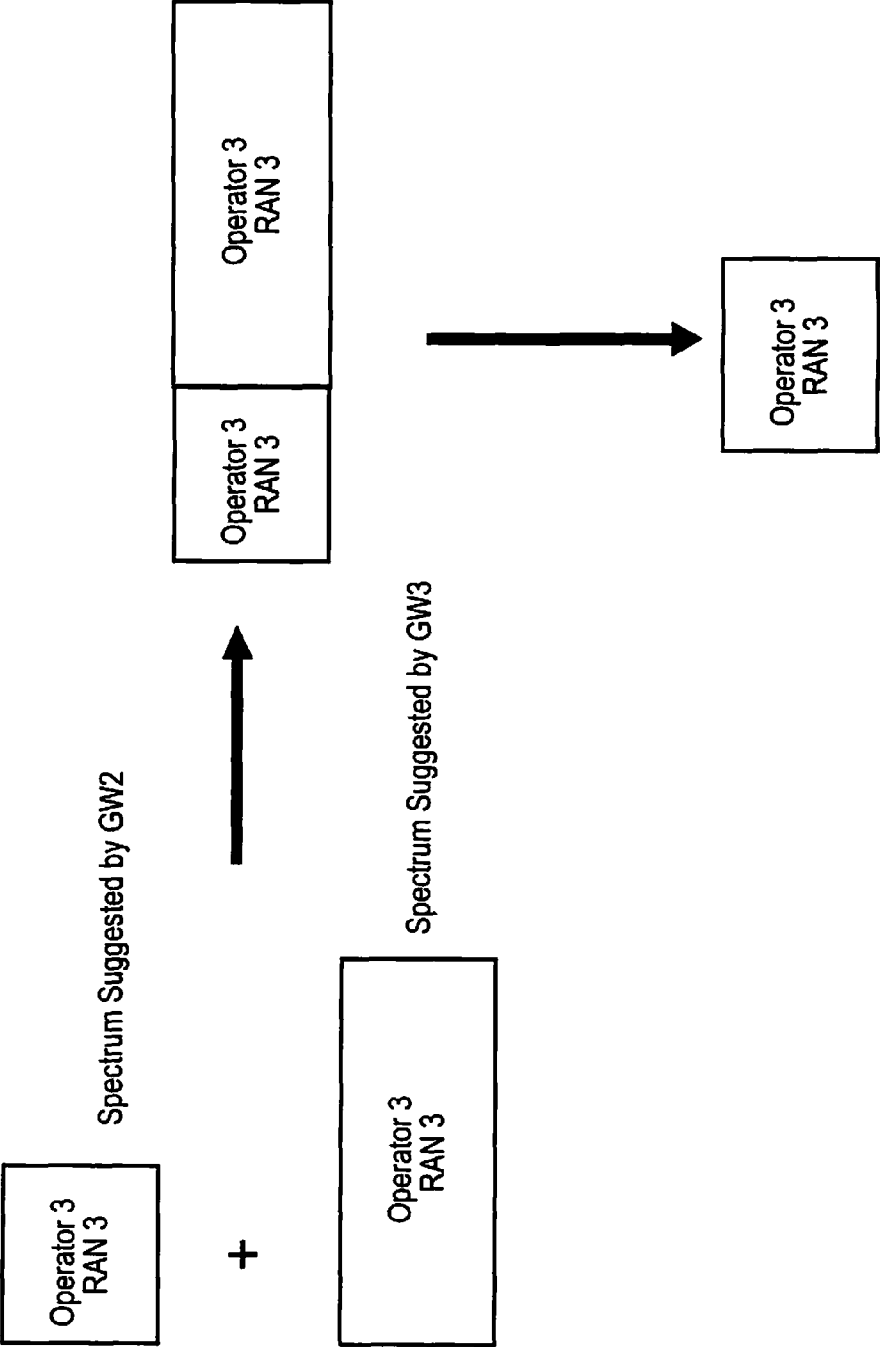 Operator 3
RAN 3
Spectrum Suggested by GW2
+
Operator 3
RAN 3
Operator 3
RAN 3
Operator 3
RAN 3
Spectrum Suggested by GW3
Operator 3
RAN 3